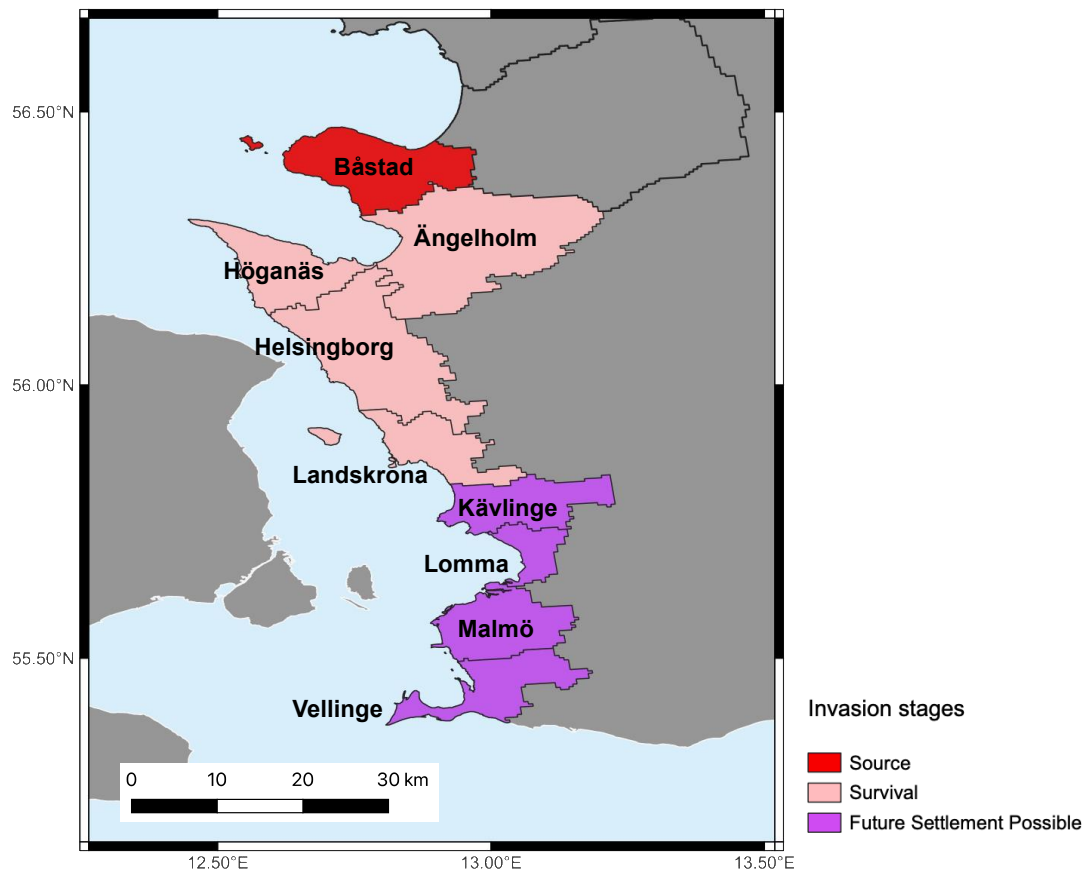 56.50°N
Båstad
Ängelholm
Höganäs
Helsingborg
56.00°N
Landskrona
Kävlinge
Lomma
Malmö
55.50°N
Vellinge
0 10 20 30 km
12.50°E 13.00°E 13.50°E
Invasion stages
Source
Survival
Future Settlement Possible